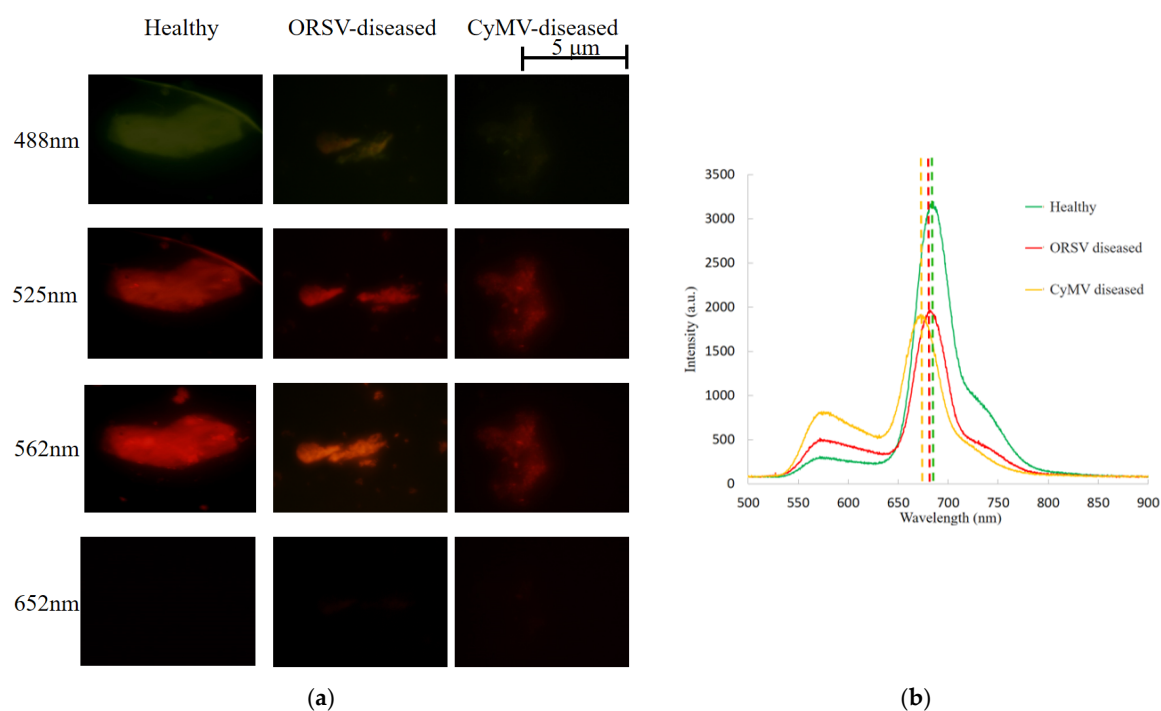 Healthy ORSV-diseased CyMV-diseased
5 μm
488nm
525nm
562nm
652nm
(a)
3500
3000
2500
2000
1500
1000
500
0
500 550 600 650 700 750 800 850 900
Intensity (a.u.)
Wavelength (nm)
Healthy
ORSV diseased
CyMV diseased
(b)